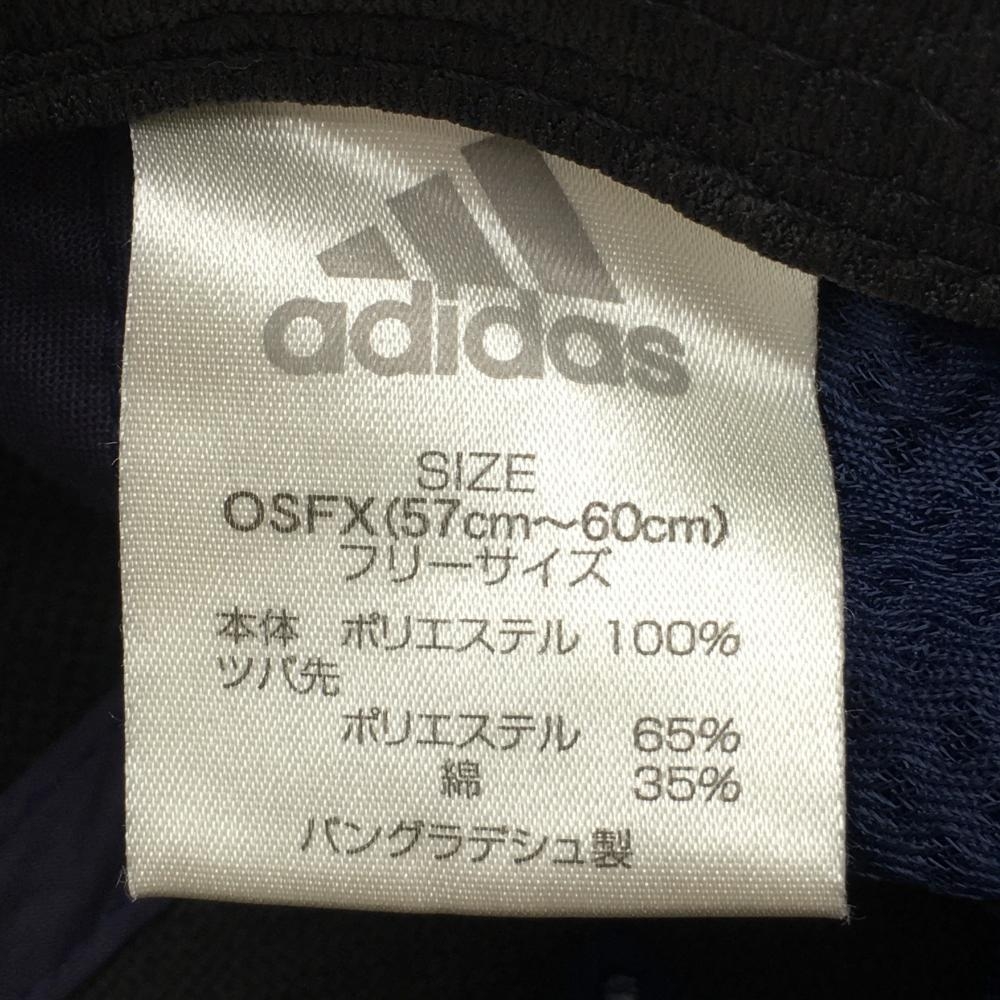 adidas
SIZE
OSFX(57cm～60cm)
フリーサイズ
本体 ポリエステル 100%
ツバ先
ポリエステル 65%
綿 35%
バングラデシュ製